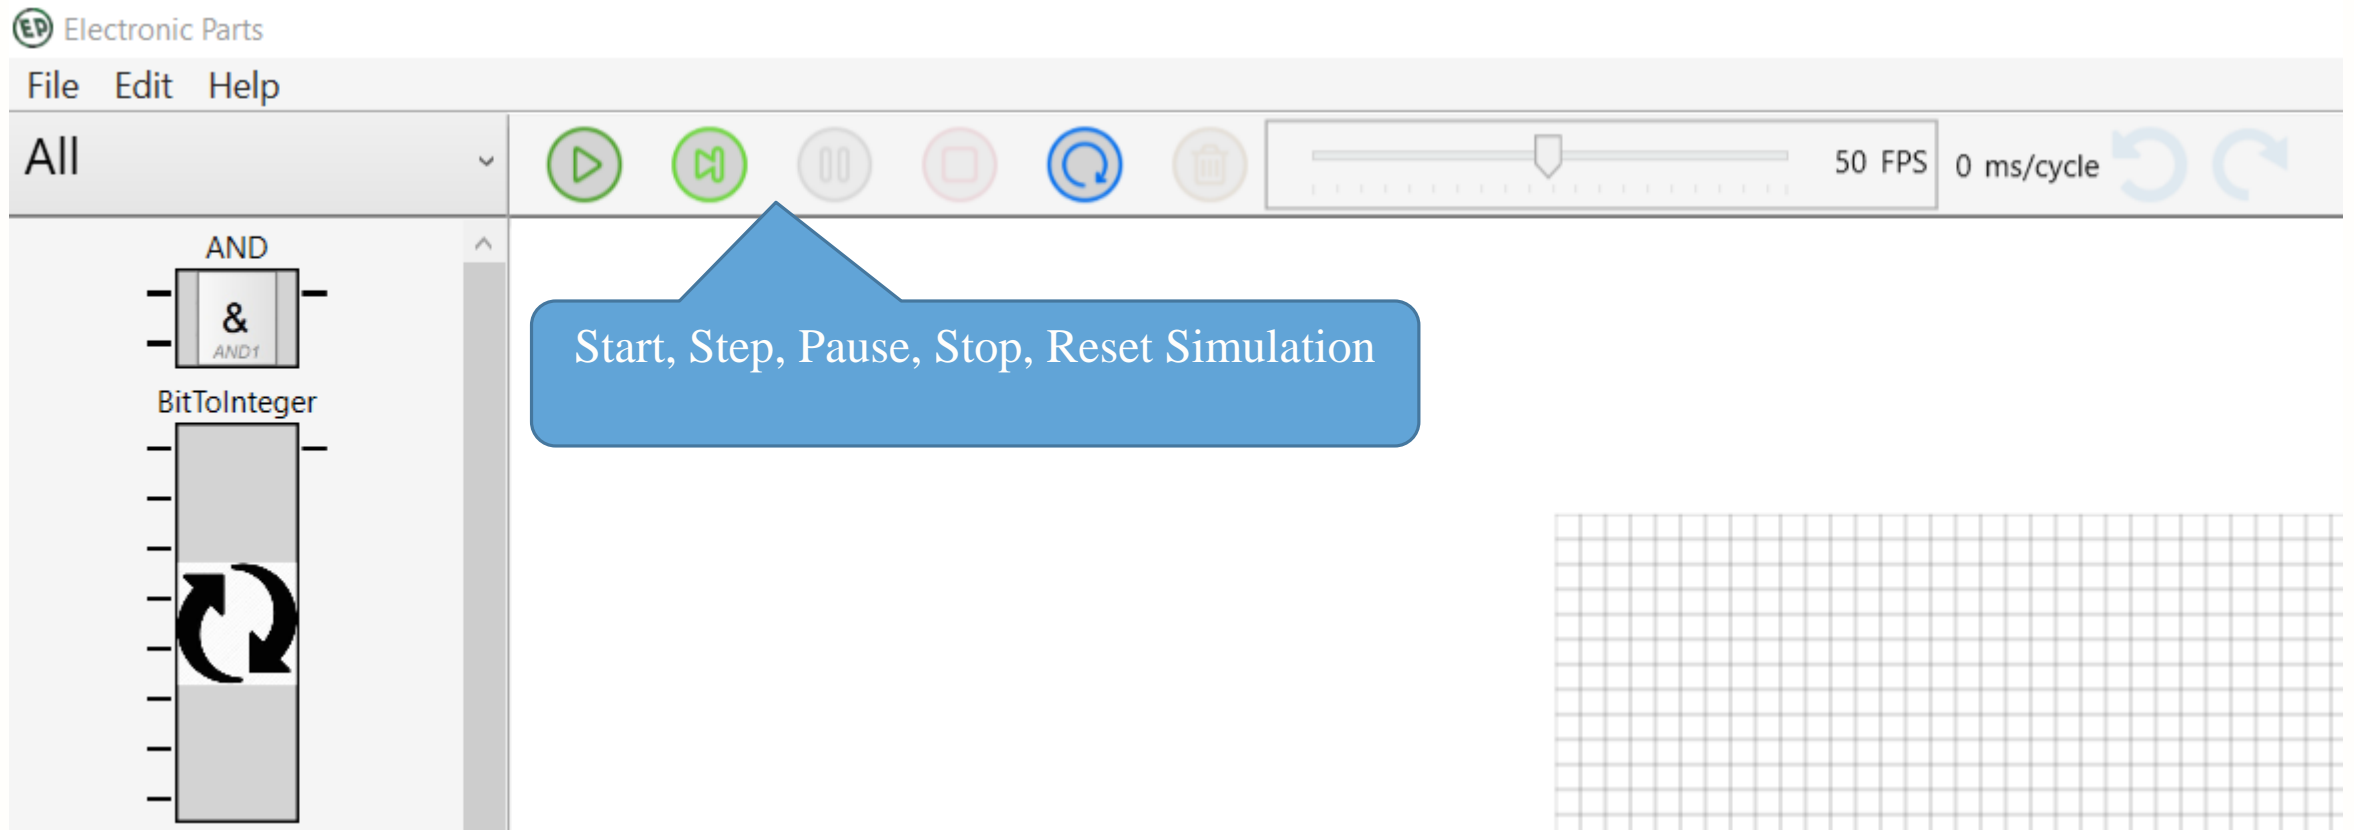 EP Electronic Parts
File Edit Help
All
50 FPS
0 ms/cycle
AND
&
AND1
BitToInteger
Start, Step, Pause, Stop, Reset Simulation